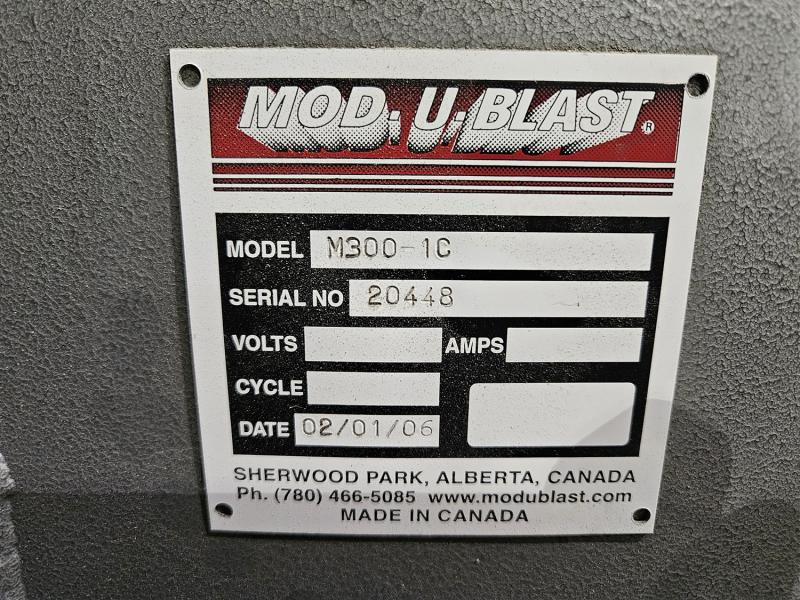 MOD. U. BLAST®
MODEL M300-1C
SERIAL NO 20448
VOLTS AMPS
CYCLE
DATE 02/01/06
SHERWOOD PARK, ALBERTA, CANADA
Ph. (780) 466-5085 www.modublast.com
MADE IN CANADA